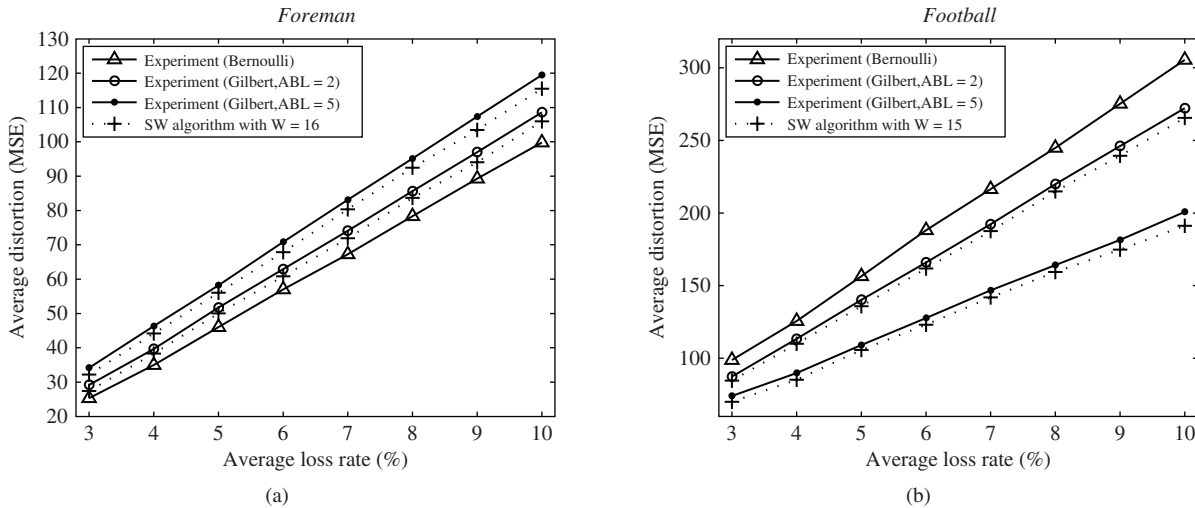 Foreman
130
120
110
100
90
80
70
60
50
40
30
20
Average distortion (MSE)
Experiment (Bernoulli)
Experiment (Gilbert,ABL = 2)
Experiment (Gilbert,ABL = 5)
SW algorithm with W = 16
3 4 5 6 7 8 9 10
Average loss rate (%)
(a)
Football
300
250
200
150
100
Average distortion (MSE)
Experiment (Bernoulli)
Experiment (Gilbert,ABL = 2)
Experiment (Gilbert,ABL = 5)
SW algorithm with W = 15
3 4 5 6 7 8 9 10
Average loss rate (%)
(b)